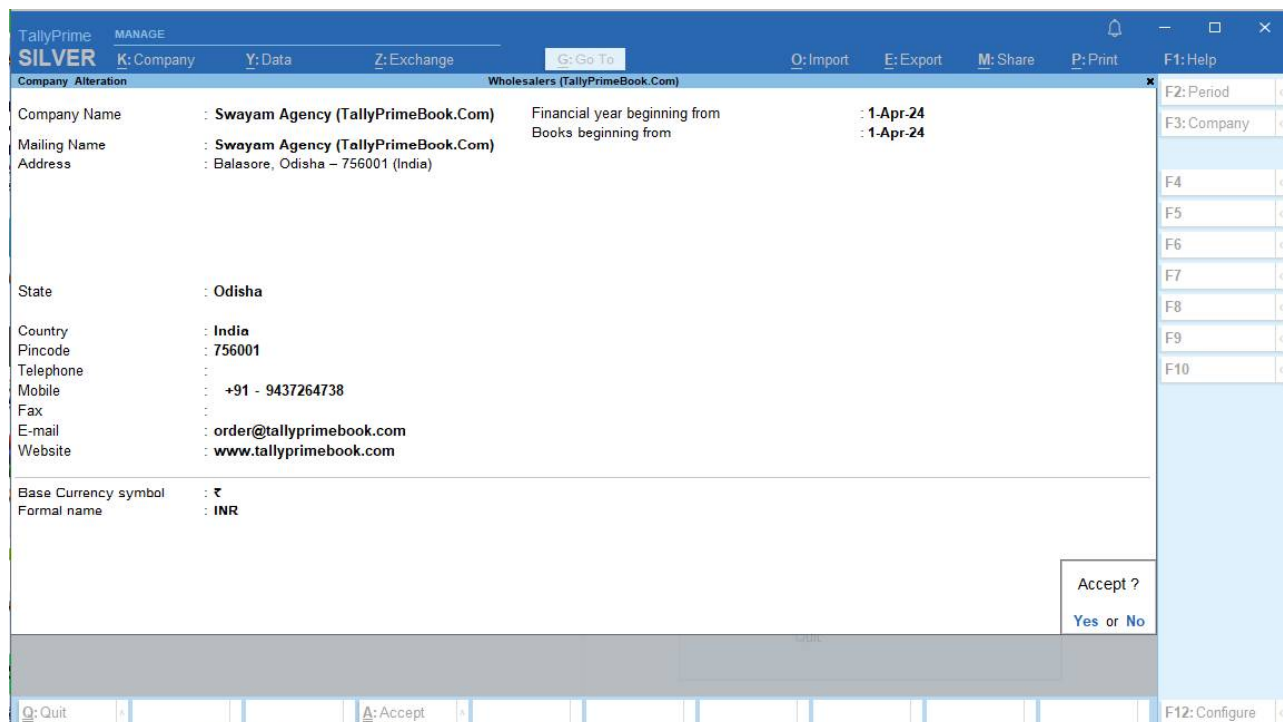 TallyPrime MANAGE
SILVER K: Company Y: Data Z: Exchange G: Go To O: Import E: Export M: Share P: Print F1: Help
Company Alteration Wholesalers (TallyPrimeBook.Com) x
Company Name : Swayam Agency (TallyPrimeBook.Com) Financial year beginning from : 1-Apr-24
Books beginning from : 1-Apr-24
Mailing Name : Swayam Agency (TallyPrimeBook.Com)
Address : Balasore, Odisha – 756001 (India)
State : Odisha
Country : India
Pincode : 756001
Telephone :
Mobile : +91 - 9437264738
Fax :
E-mail : order@tallyprimebook.com
Website : www.tallyprimebook.com
Base Currency symbol : ₹
Formal name : INR
Accept ?
Yes or No
Quit
Q: Quit A: Accept F12: Configure
F2: Period
F3: Company
F4
F5
F6
F7
F8
F9
F10